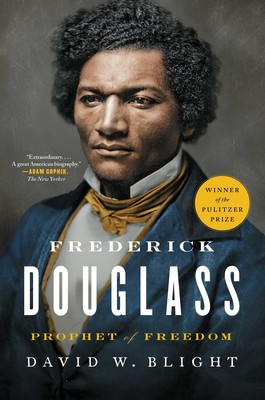 "Extraordinary. . . .
A great American biography."
—ADAM GOPNIK,
The New Yorker
WINNER
of the
PULITZER
PRIZE
FREDERICK
DOUGLASS
PROPHET of FREEDOM
DAVID W. BLIGHT